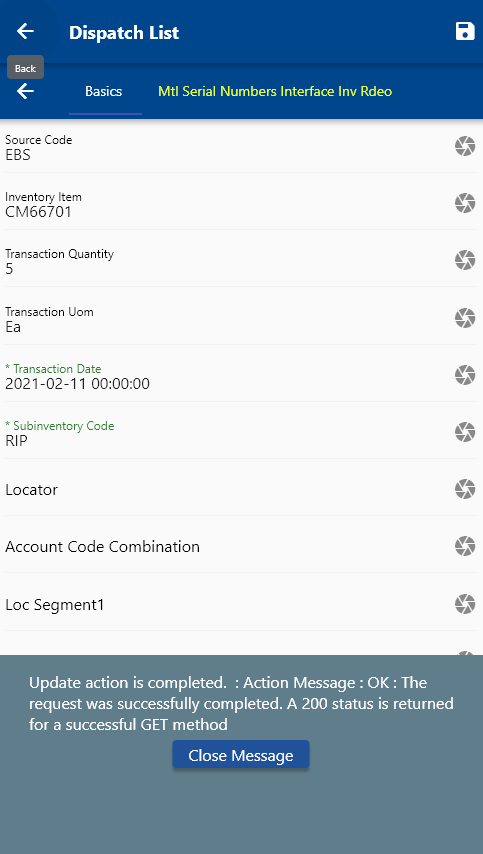 Dispatch List
Back
Basics
Mtl Serial Numbers Interface Inv Rdeo
Source Code
EBS
Inventory Item
CM66701
Transaction Quantity
5
Transaction Uom
Ea
* Transaction Date
2021-02-11 00:00:00
* Subinventory Code
RIP
Locator
Account Code Combination
Loc Segment1
Update action is completed.  : Action Message : OK : The
request was successfully completed. A 200 status is returned
for a successful GET method
Close Message